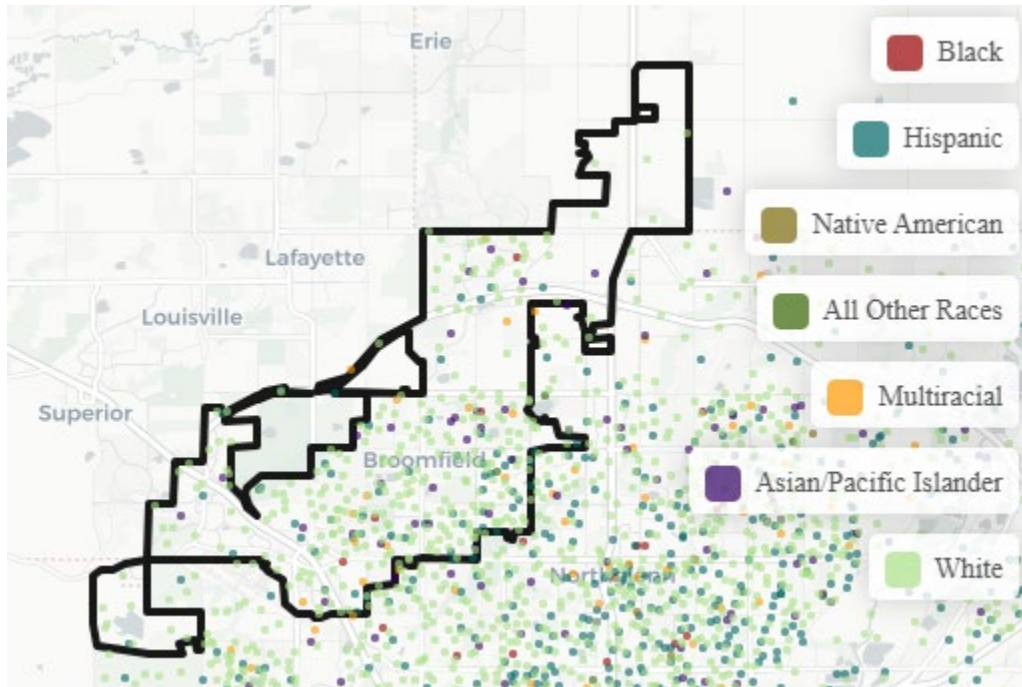 Erie
Black
Hispanic
Native American
Lafayette
All Other Races
Louisville
Multiracial
Superior
Broomfield
Asian/Pacific Islander
White